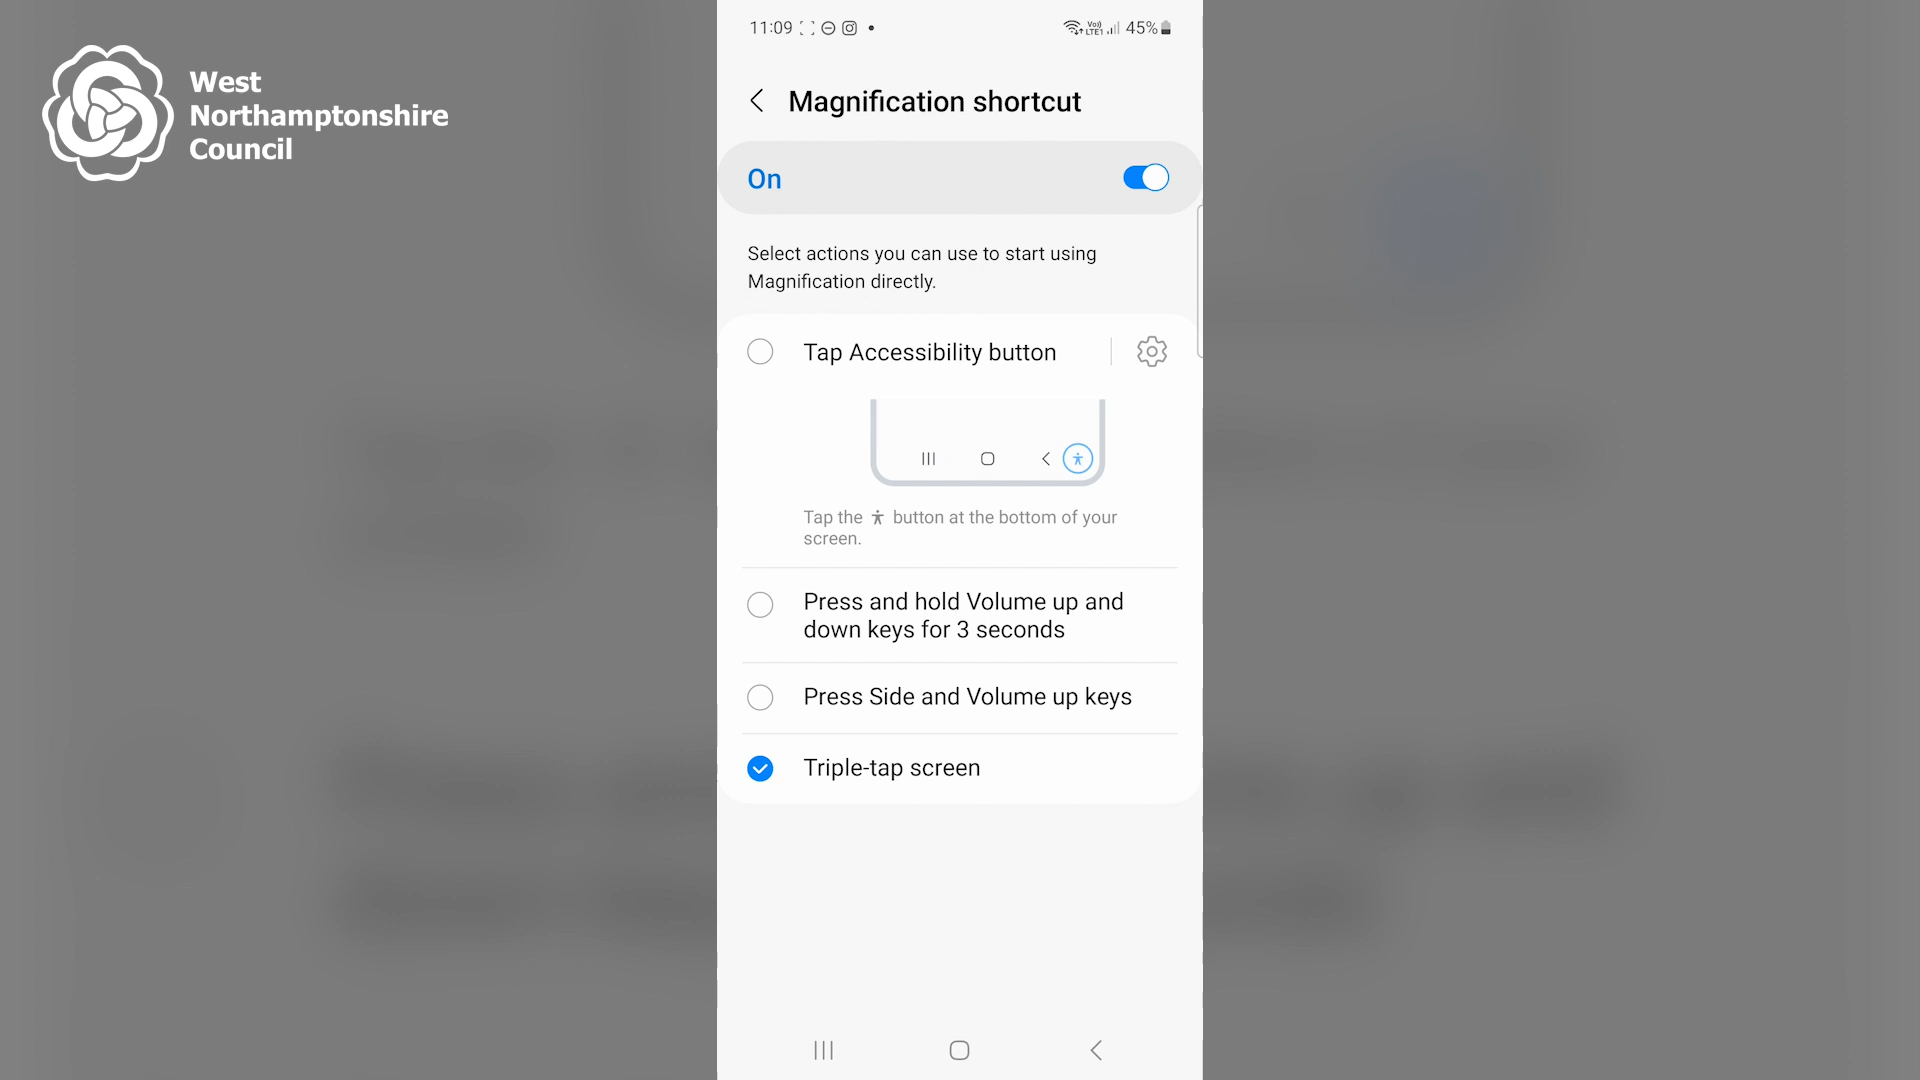 West
Northamptonshire
Council
11:09
Vo))
LTE1
45%
Magnification shortcut
On
Select actions you can use to start using
Magnification directly.
Tap Accessibility button
Tap the button at the bottom of your
screen.
Press and hold Volume up and
down keys for 3 seconds
Press Side and Volume up keys
Triple-tap screen